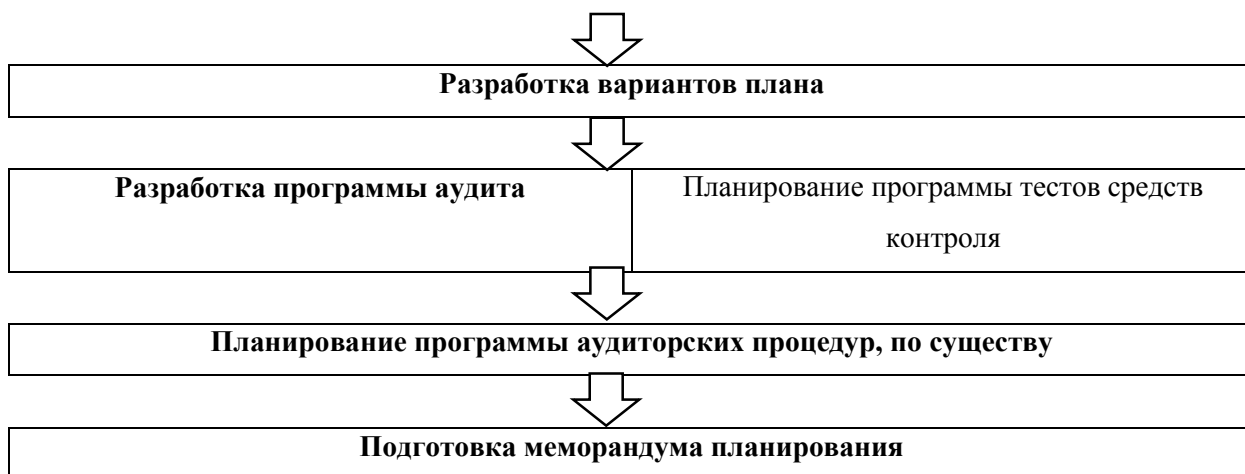 Разработка вариантов плана
Разработка программы аудита
Планирование программы тестов средств
контроля
Планирование программы аудиторских процедур, по существу
Подготовка меморандума планирования